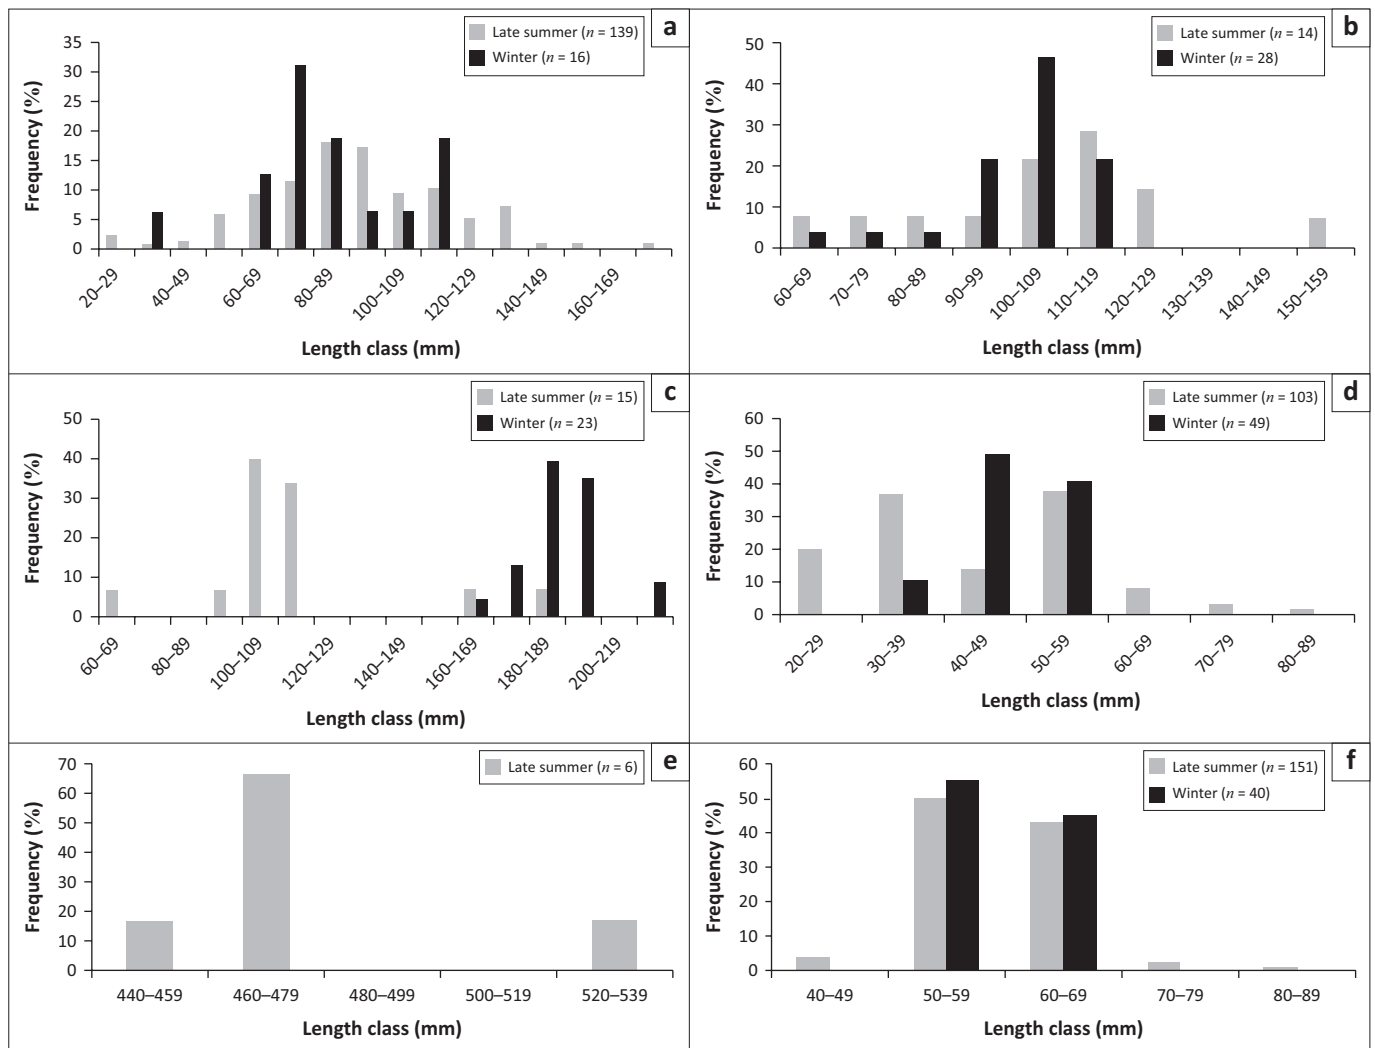 a
Late summer (n = 139)
Winter (n = 16)
Frequency (%)
35
30
25
20
15
10
5
0
20–29
40–49
60–69
80–89
100–109
120–129
140–149
160–169
Length class (mm)
b
Late summer (n = 14)
Winter (n = 28)
Frequency (%)
50
40
30
20
10
0
60–69
70–79
80–89
90–99
100–109
110–119
120–129
130–139
140–149
150–159
Length class (mm)
c
Late summer (n = 15)
Winter (n = 23)
Frequency (%)
50
40
30
20
10
0
60–69
80–89
100–109
120–129
140–149
160–169
180–189
200–219
Length class (mm)
d
Late summer (n = 103)
Winter (n = 49)
Frequency (%)
60
50
40
30
20
10
0
20–29
30–39
40–49
50–59
60–69
70–79
80–89
Length class (mm)
e
Late summer (n = 6)
Frequency (%)
70
60
50
40
30
20
10
0
440–459
460–479
480–499
500–519
520–539
Length class (mm)
f
Late summer (n = 151)
Winter (n = 40)
Frequency (%)
60
50
40
30
20
10
0
40–49
50–59
60–69
70–79
80–89
Length class (mm)